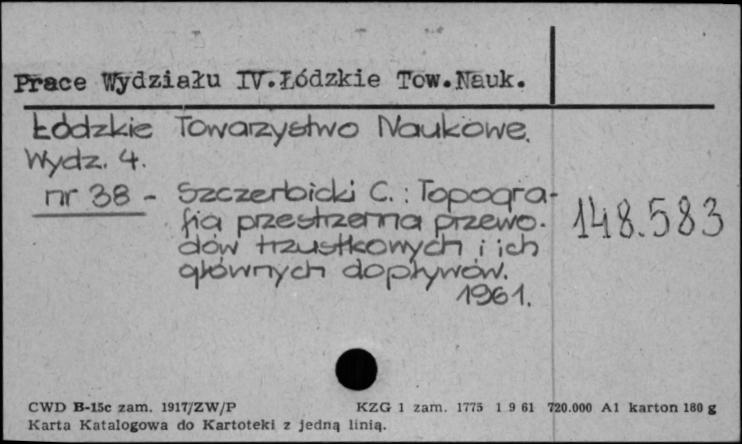 Prace Wydziału IV.Łódzkie Tow.Nauk.
Łódzkie Towarzystwo Naukowe.
Wydz. 4.
nr 38 - Szczerbicki C. : Topogra-
fia przestrzenna przewo-
dów trzustkowych i ich
głównych dopływów.
1961.
148.583
CWD B-15c zam. 1917/ZW/P KZG 1 zam. 1775 1 9 61 720.000 A1 karton 180 g
Karta Katalogowa do Kartoteki z jedną linią.